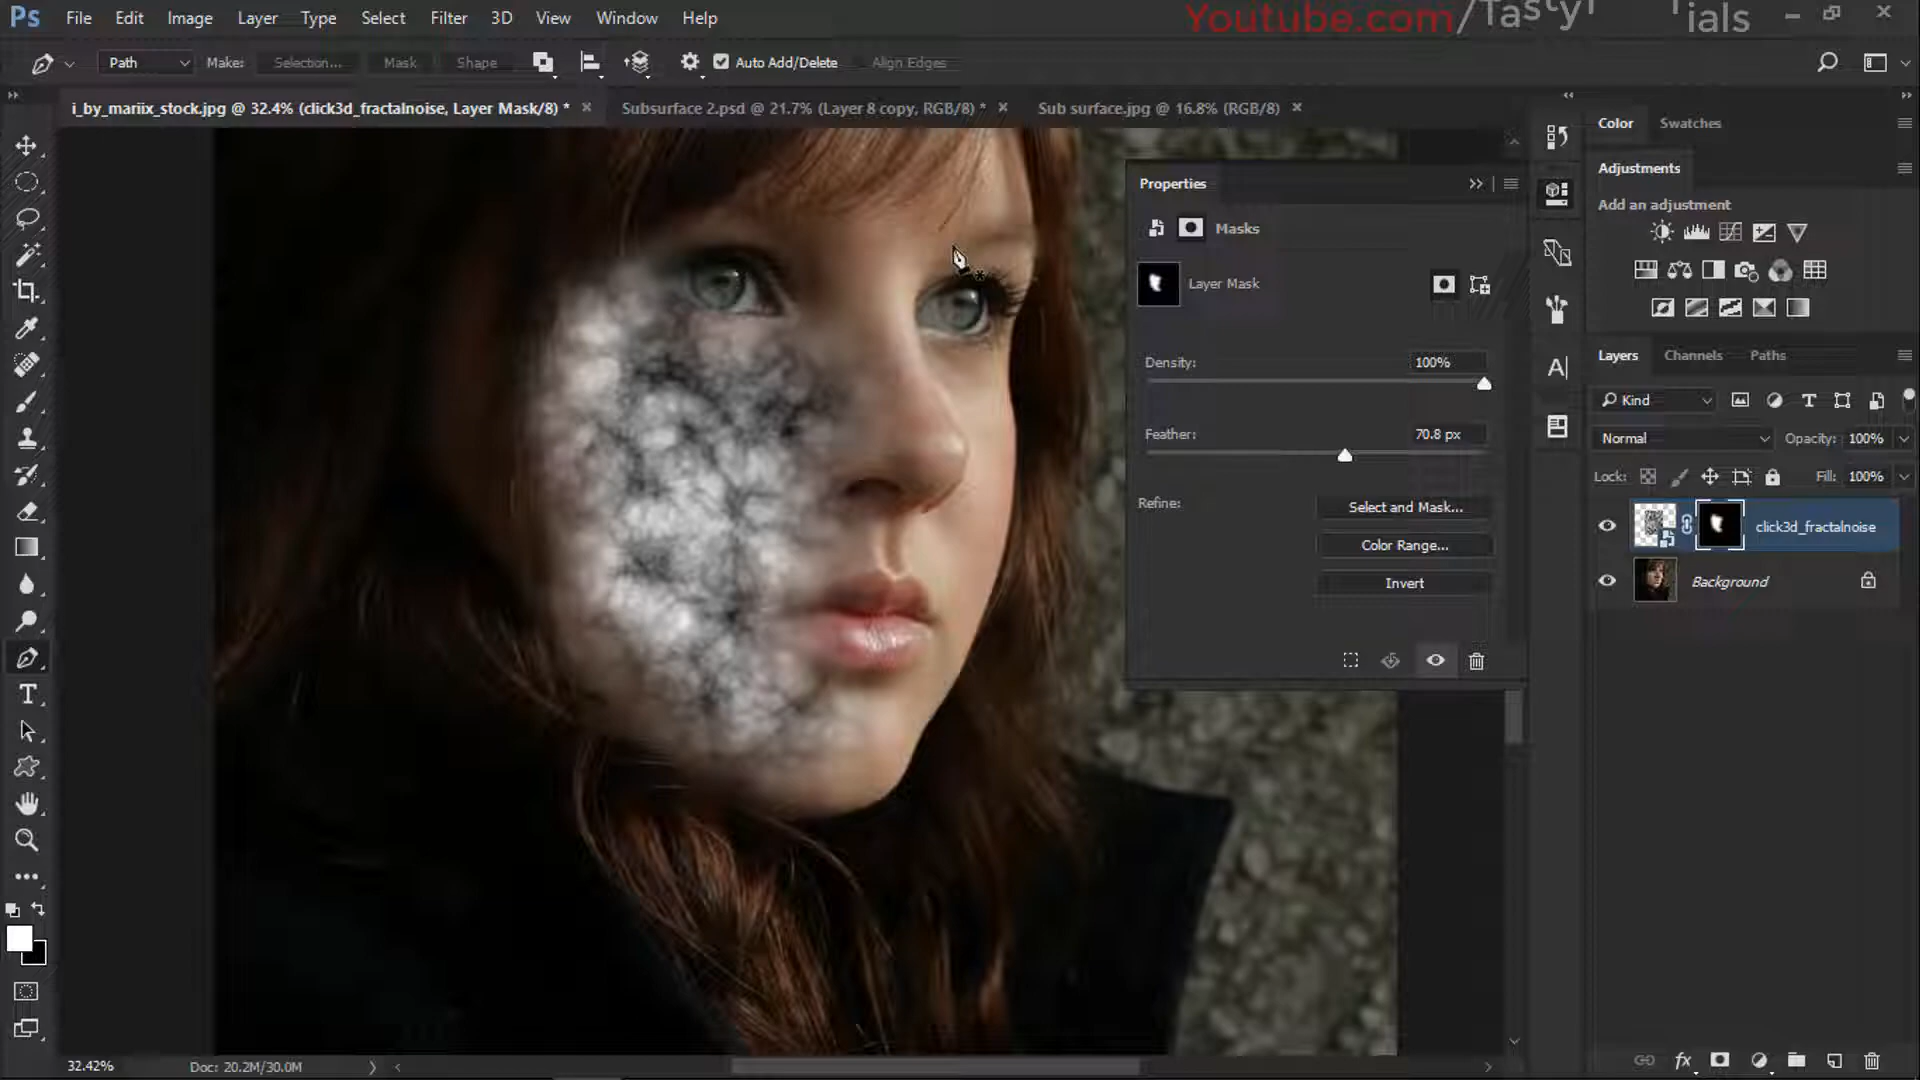 Ps File Edit Image Layer Type Select Filter 3D View Window Help
Youtube.com/TastyT ials
Path Make: Selection... Mask Shape Auto Add/Delete Align Edges
i_by_mariix_stock.jpg @ 32.4% (click3d_fractalnoise, Layer Mask/8) * Subsurface 2.psd @ 21.7% (Layer 8 copy, RGB/8) * Sub surface.jpg @ 16.8% (RGB/8)
Color Swatches
Adjustments
Add an adjustment
Properties
Masks
Layer Mask
Density: 100%
Feather: 70.8 px
Refine: Select and Mask...
Color Range...
Invert
Layers Channels Paths
Kind
Normal Opacity: 100%
Lock: Fill: 100%
click3d_fractalnoise
Background
32.42% Doc: 20.2M/30.0M